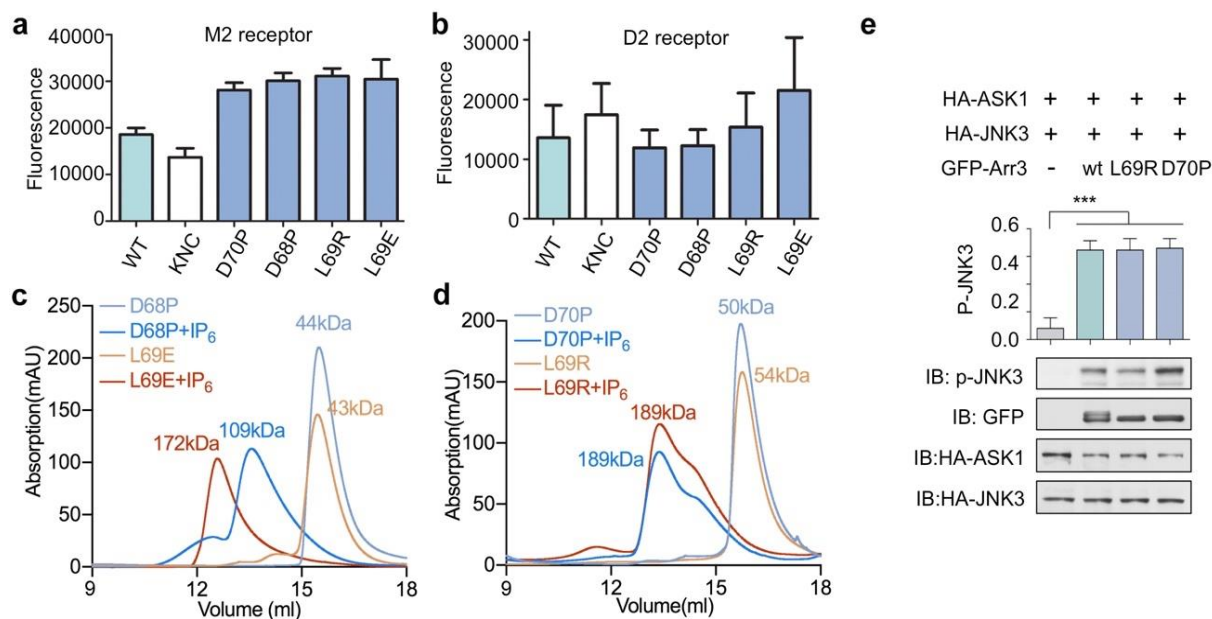 a
M2 receptor
40000
30000
20000
10000
0
Fluorescence
WT
KNC
D70P
D68P
L69R
L69E
b
D2 receptor
30000
20000
10000
0
Fluorescence
WT
KNC
D70P
D68P
L69R
L69E
c
D68P
D68P+IP6
L69E
L69E+IP6
44kDa
43kDa
172kDa
109kDa
250
200
150
100
50
0
Absorption(mAU)
9 12 15 18
Volume (ml)
d
D70P
D70P+IP6
L69R
L69R+IP6
50kDa
54kDa
189kDa
189kDa
200
150
100
50
0
Absorption(mAU)
9 12 15 18
Volume(ml)
e
HA-ASK1 + + + +
HA-JNK3 + + + +
GFP-Arr3 - wt L69R D70P
***
0.6
0.4
0.2
0.0
P-JNK3
IB: p-JNK3
IB: GFP
IB:HA-ASK1
IB:HA-JNK3